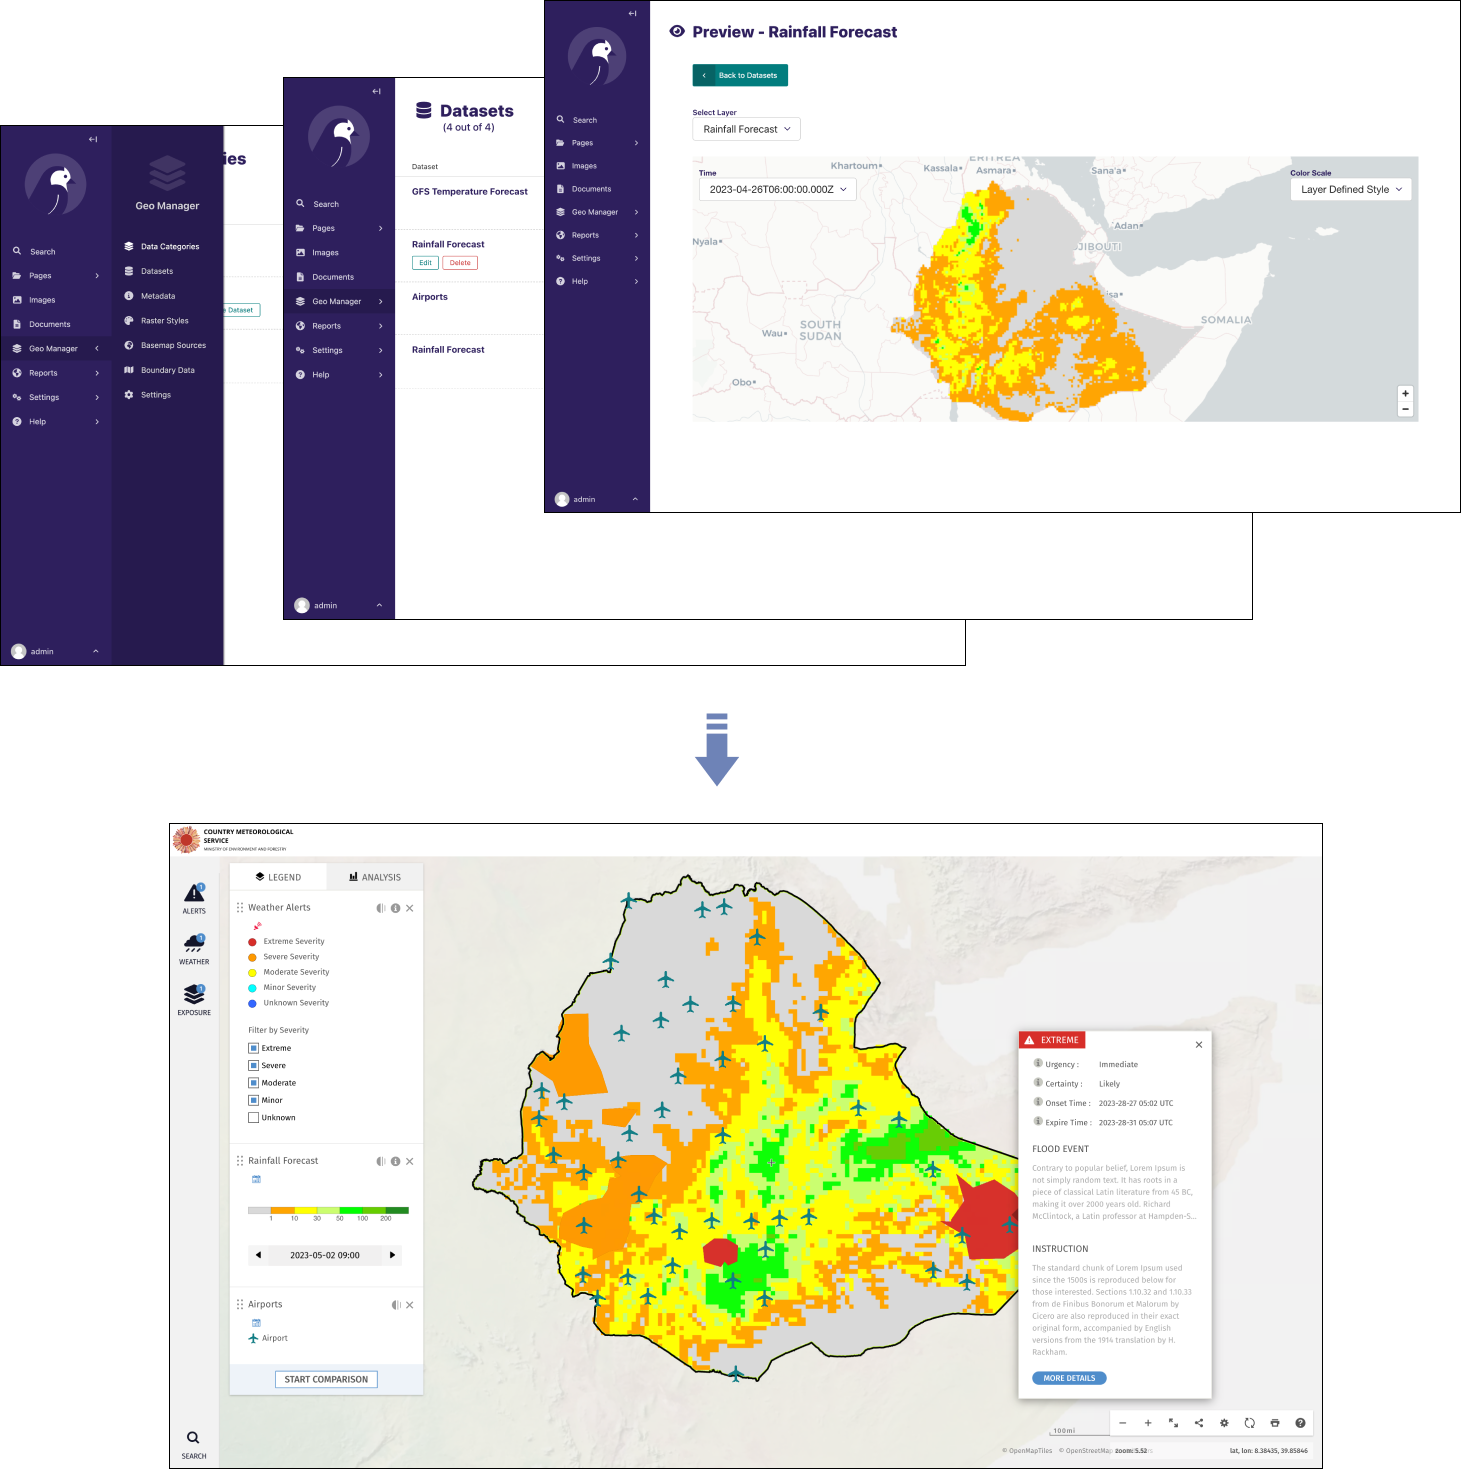 ies
Geo Manager
Search
Pages
Images
Documents
Geo Manager
Reports
Settings
Help
Data Categories
Datasets
Metadata
Raster Styles
Basemap Sources
Boundary Data
Settings
Dataset
admin
Datasets
(4 out of 4)
Dataset
GFS Temperature Forecast
Rainfall Forecast
Edit
Delete
Airports
Rainfall Forecast
Search
Pages
Images
Documents
Geo Manager
Reports
Settings
Help
admin
Preview - Rainfall Forecast
Back to Datasets
Select Layer
Rainfall Forecast
Search
Pages
Images
Documents
Geo Manager
Reports
Settings
Help
admin
Time
2023-04-26T06:00:00.000Z
Color Scale
Layer Defined Style
Khartoum
Kassala
ERITREA
Asmara
Sana'a
'Adan
JIBOUTI
Nyala
isa
SOMALIA
SOUTH
SUDAN
Wau
Obo
+
−
COUNTRY METEOROLOGICAL
SERVICE
MINISTRY OF ENVIRONMENT AND FORESTRY
1
ALERTS
1
WEATHER
1
EXPOSURE
SEARCH
LEGEND
ANALYSIS
Weather Alerts
Extreme Severity
Severe Severity
Moderate Severity
Minor Severity
Unknown Severity
Filter by Severity
Extreme
Severe
Moderate
Minor
Unknown
Rainfall Forecast
1 10 30 50 100 200
2023-05-02 09:00
Airports
Airport
START COMPARISON
EXTREME
Urgency : Immediate
Certainty : Likely
Onset Time : 2023-28-27 05:02 UTC
Expire Time : 2023-28-31 05:07 UTC
FLOOD EVENT
Contrary to popular belief, Lorem Ipsum is
not simply random text. It has roots in a
piece of classical Latin literature from 45 BC,
making it over 2000 years old. Richard
McClintock, a Latin professor at Hampden-S...
INSTRUCTION
The standard chunk of Lorem Ipsum used
since the 1500s is reproduced below for
those interested. Sections 1.10.32 and 1.10.33
from de Finibus Bonorum et Malorum by
Cicero are also reproduced in their exact
original form, accompanied by English
versions from the 1914 translation by H.
Rackham.
MORE DETAILS
100mi
© OpenMapTiles © OpenStreetMap
zoom: 5.52
lat, lon: 8.38435, 39.85846